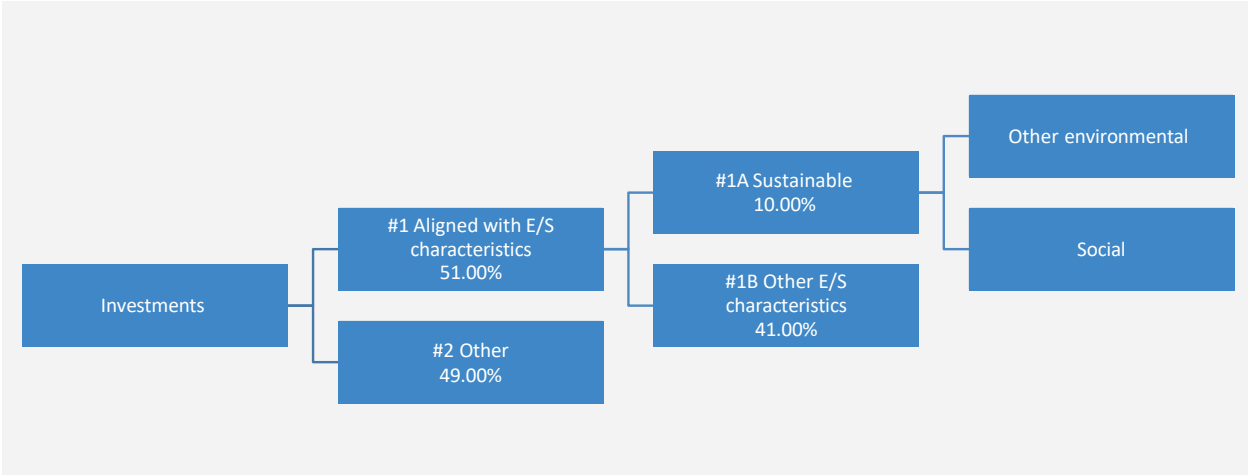 Investments
#1 Aligned with E/S
characteristics
51.00%
#2 Other
49.00%
#1A Sustainable
10.00%
#1B Other E/S
characteristics
41.00%
Other environmental
Social